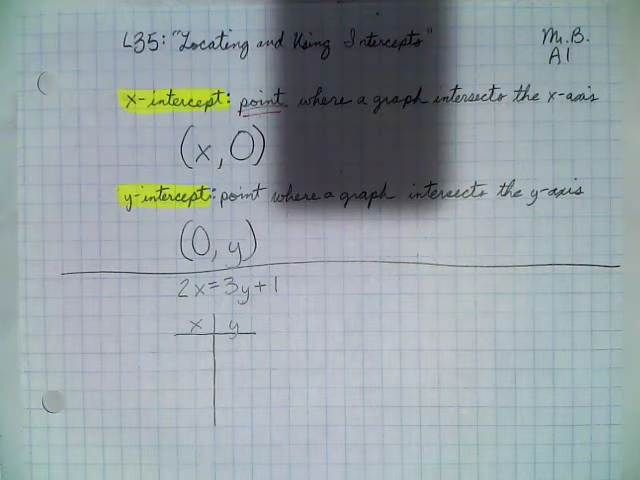 L35: "Locating and Using Intercepts"
M.B.
A1
x-intercept: point where a graph intersects the x-axis
(x, 0)
y-intercept: point where a graph intersects the y-axis
(0, y)
2x=3y+1
x y